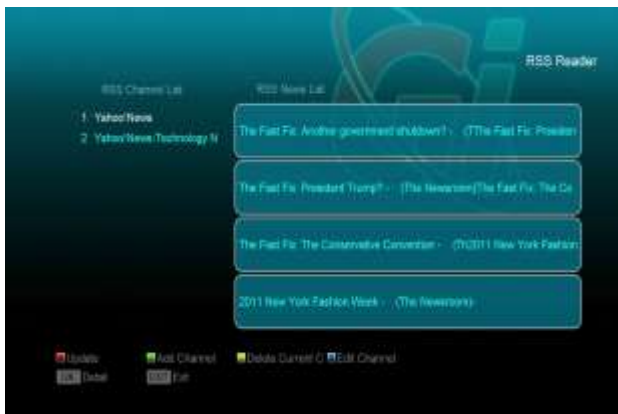 RSS Reader
RSS Channel List
RSS News List
1 Yahoo!News
2 Yahoo!News:Technology N
The Fast Fix: Another government shutdown? - (TThe Fast Fix: Presiden
The Fast Fix: President Trump? - (The Newsroom)The Fast Fix: The Co
The Fast Fix: The Conservative Convention - (Th2011 New York Fashion
2011 New York Fashion Week - (The Newsroom)
Update
Add Channel
Delete Current C
Edit Channel
OK Detail
EXIT Exit